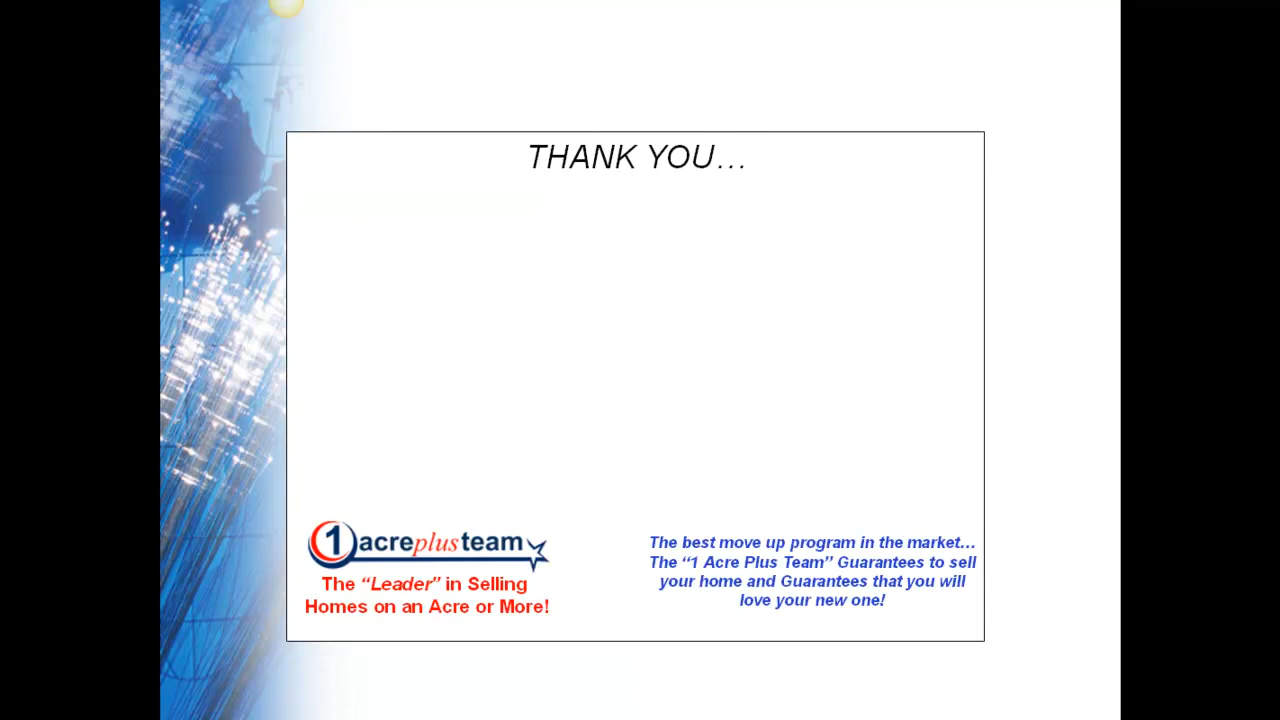 THANK YOU…
1acreplusteam
The “Leader” in Selling
Homes on an Acre or More!
The best move up program in the market…
The “1 Acre Plus Team” Guarantees to sell
your home and Guarantees that you will
love your new one!